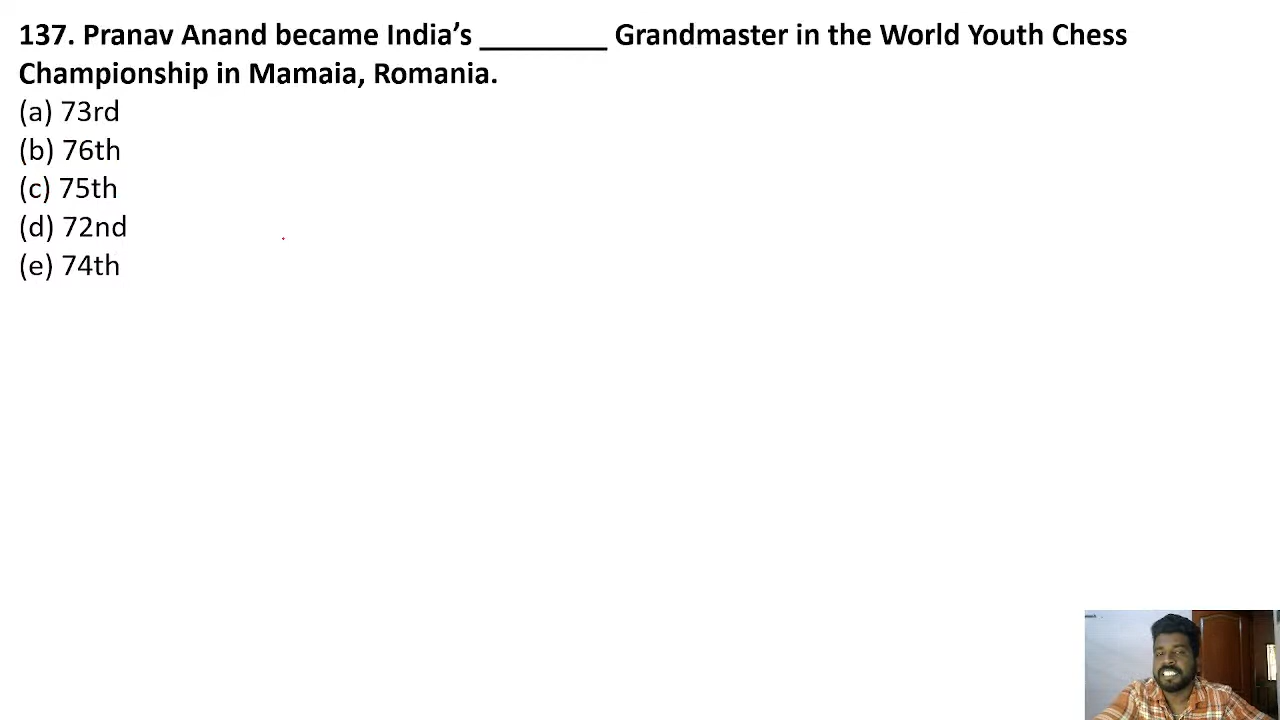 137. Pranav Anand became India’s ________ Grandmaster in the World Youth Chess
Championship in Mamaia, Romania.
(a) 73rd
(b) 76th
(c) 75th
(d) 72nd
(e) 74th